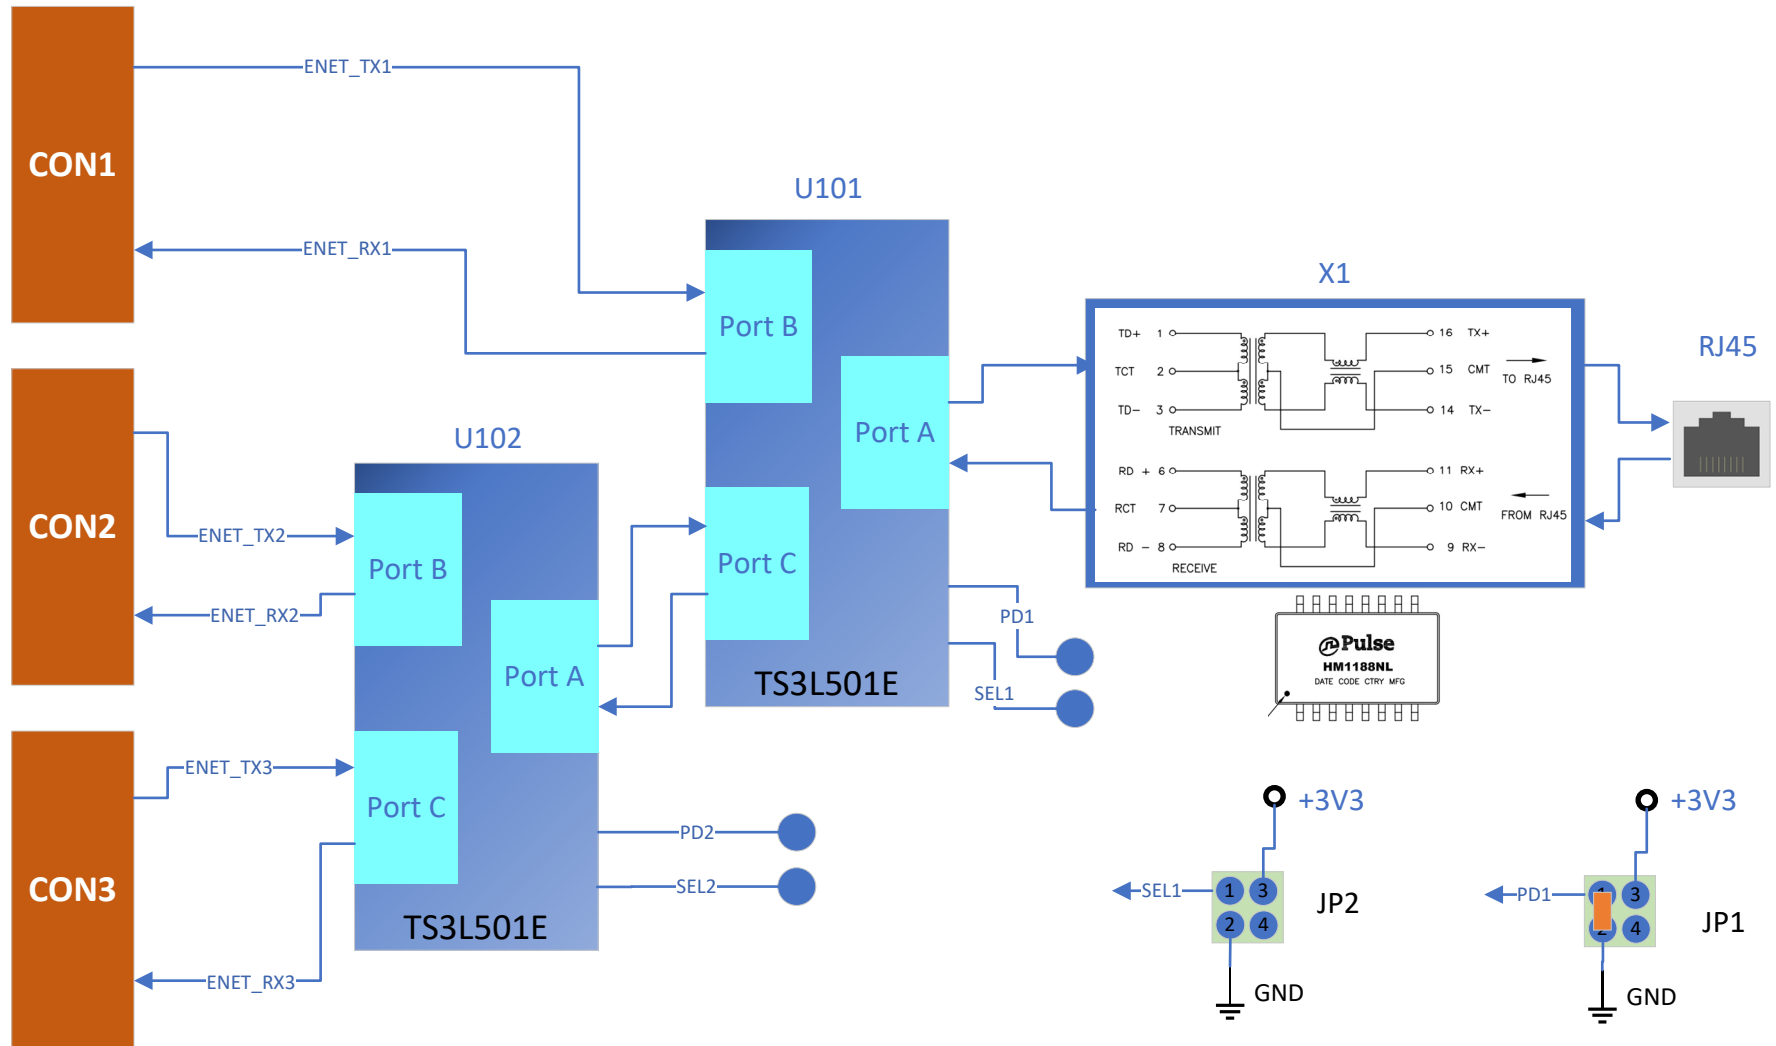 CON1
ENET_TX1
ENET_RX1
CON2
ENET_TX2
ENET_RX2
CON3
ENET_TX3
ENET_RX3
U102
Port B
Port A
Port C
TS3L501E
PD2
SEL2
U101
Port B
Port A
Port C
TS3L501E
PD1
SEL1
X1
TD+ 1
TCT 2
TD- 3
TRANSMIT
16 TX+
15 CMT
TO RJ45
14 TX-
RD + 6
RCT 7
RD - 8
RECEIVE
11 RX+
10 CMT
FROM RJ45
9 RX-
RJ45
Pulse
HM1188NL
DATE CODE CTRY MFG
+3V3
SEL1
1 3
2 4
JP2
GND
+3V3
PD1
3
4
JP1
GND